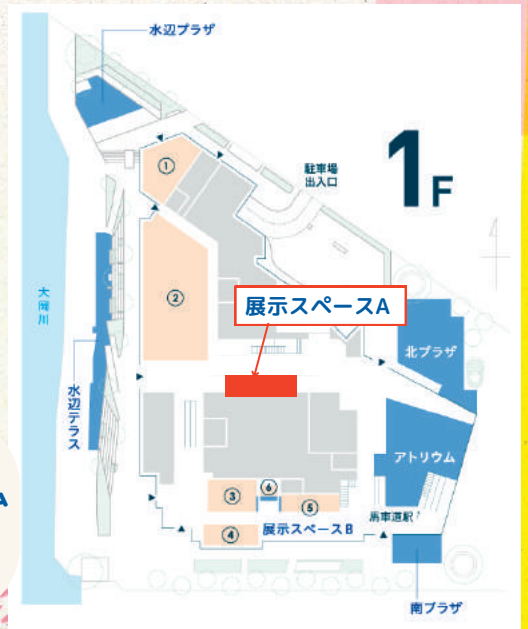 水辺プラザ
1F
駐車場
出入口
①
②
展示スペースA
大岡川
水辺テラス
北プラザ
アトリウム
馬車道駅
③
⑥
⑤
④
展示スペースB
南プラザ
A